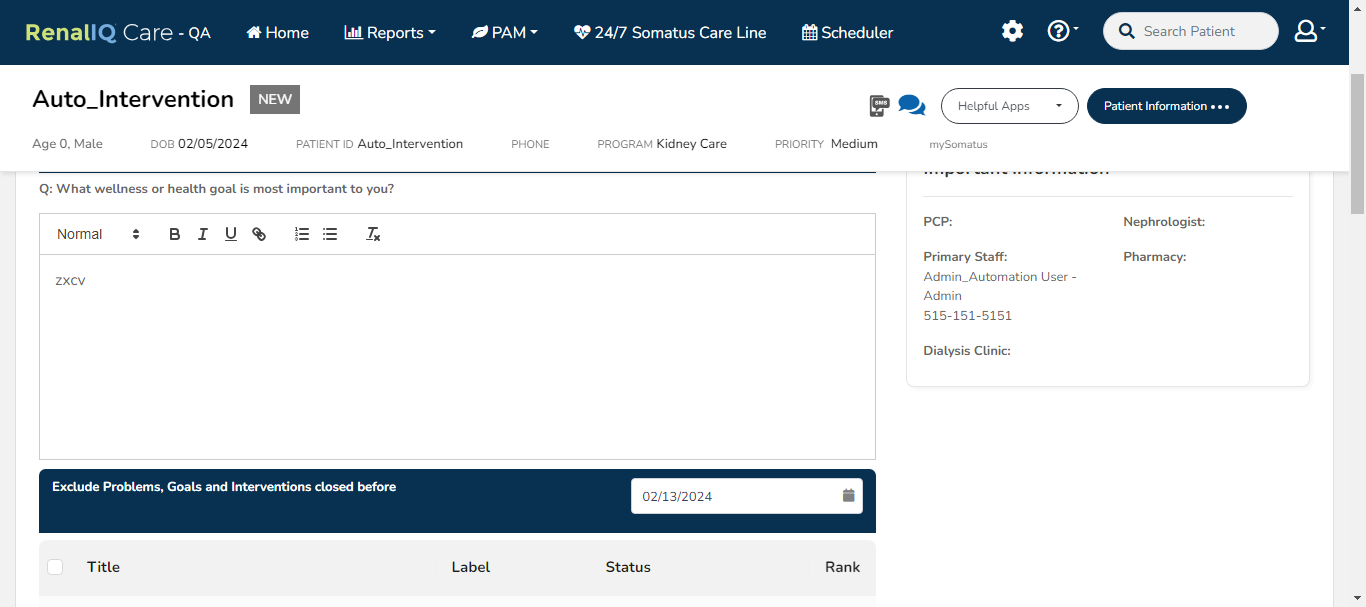 RenalIQ Care - QA Home Reports PAM 24/7 Somatus Care Line Scheduler Search Patient
Auto_Intervention NEW
SMS Helpful Apps Patient Information
Age 0, Male DOB 02/05/2024 PATIENT ID Auto_Intervention PHONE PROGRAM Kidney Care PRIORITY Medium mySomatus
Important Information
Q: What wellness or health goal is most important to you?
Normal B I U Tx
zxcv
PCP: Nephrologist:
Primary Staff: Pharmacy:
Admin_Automation User -
Admin
515-151-5151
Dialysis Clinic:
Exclude Problems, Goals and Interventions closed before 02/13/2024
Title Label Status Rank